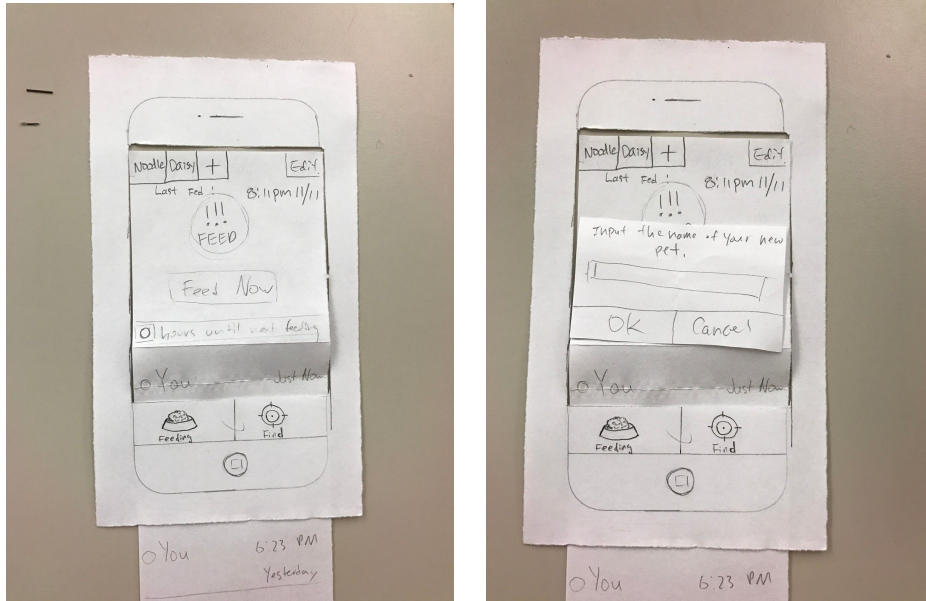 Noodle Daisy + Edit
Last Fed: 8:11pm 11/11
!!!
FEED
Feed Now
0 hours until next feeding
You Just Now
Feeding Find
You 6:23 PM
Yesterday
Noodle Daisy + Edit
Last Fed: 8:11pm 11/11
!!!
Input the name of your new
pet.
OK Cancel
You Just Now
Feeding Find
You 6:23 PM